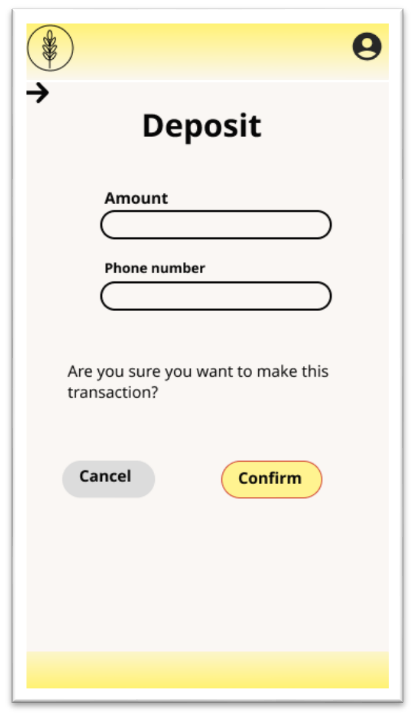 Deposit
Amount
Phone number
Are you sure you want to make this
transaction?
Cancel
Confirm